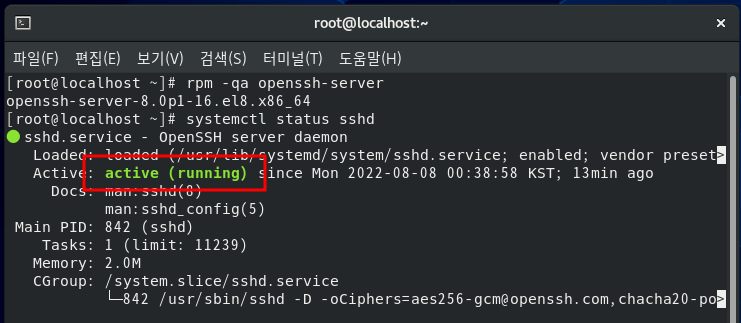 root@localhost:~
파일(F) 편집(E) 보기(V) 검색(S) 터미널(T) 도움말(H)
[root@localhost ~]# rpm -qa openssh-server
openssh-server-8.0p1-16.el8.x86_64
[root@localhost ~]# systemctl status sshd
● sshd.service - OpenSSH server daemon
   Loaded: loaded (/usr/lib/systemd/system/sshd.service; enabled; vendor preset>
   Active: active (running) since Mon 2022-08-08 00:38:58 KST; 13min ago
     Docs: man:sshd(8)
           man:sshd_config(5)
 Main PID: 842 (sshd)
    Tasks: 1 (limit: 11239)
   Memory: 2.0M
   CGroup: /system.slice/sshd.service
           └─842 /usr/sbin/sshd -D -oCiphers=aes256-gcm@openssh.com,chacha20-po>